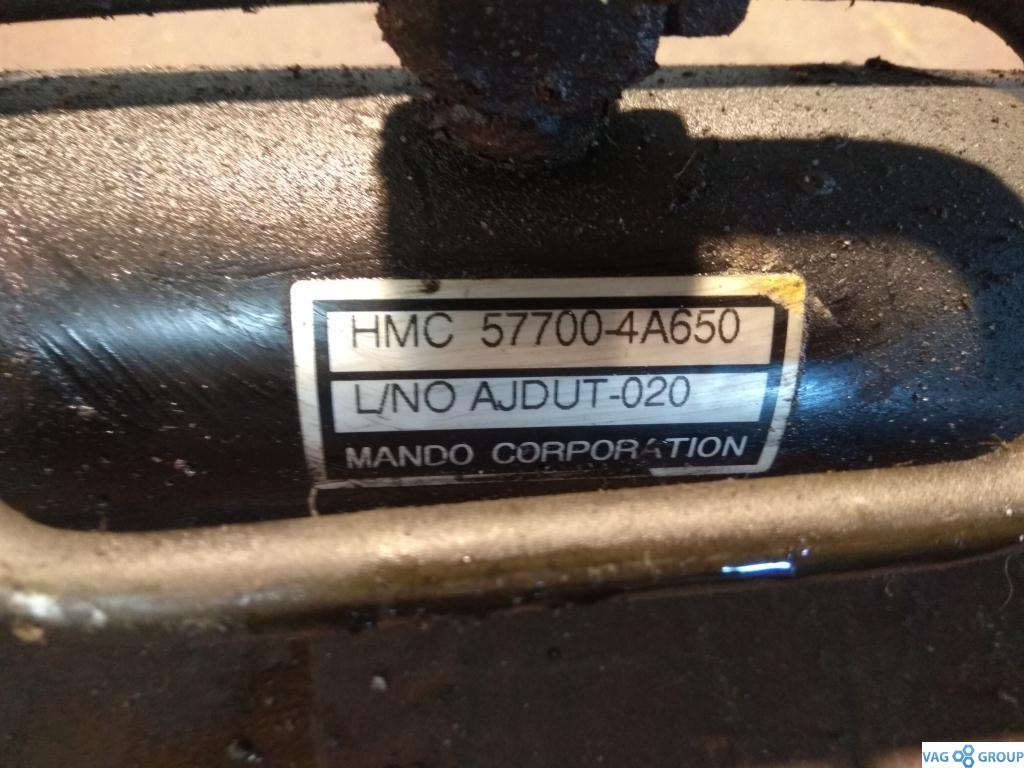 HMC 57700-4A650
L/NO AJDUT-020
MANDO CORPORATION
VAG GROUP